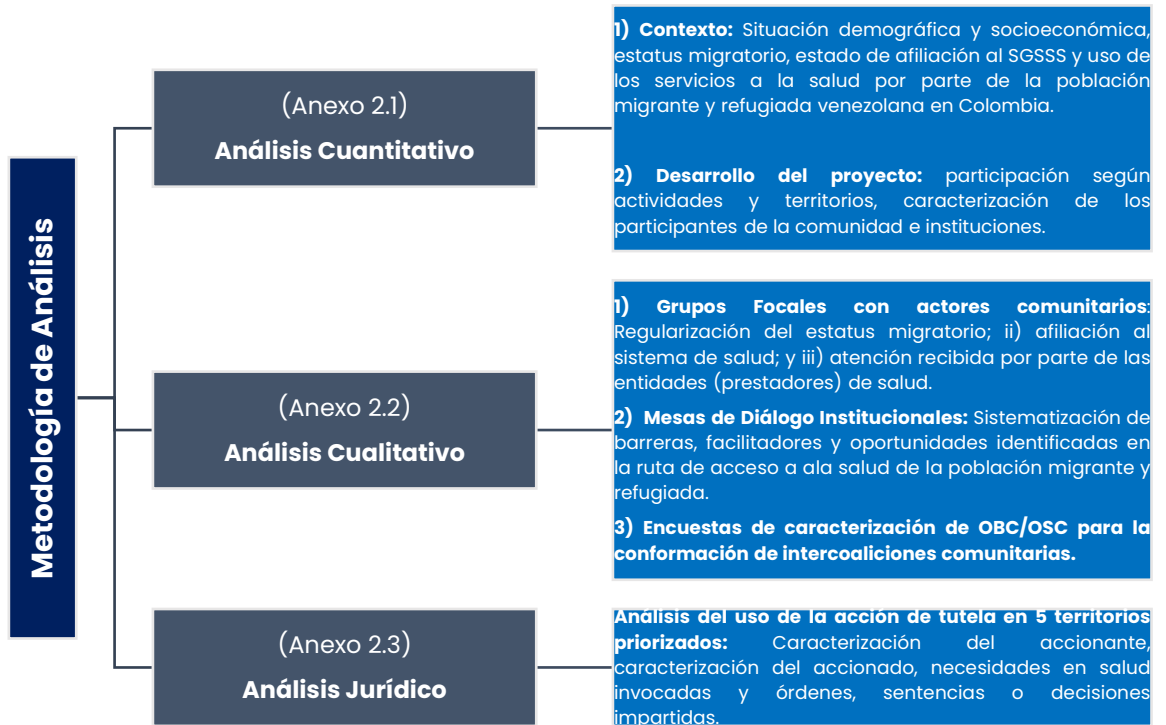 Metodología de Análisis
(Anexo 2.1)
Análisis Cuantitativo
1) Contexto: Situación demográfica y socioeconómica,
estatus migratorio, estado de afiliación al SGSSS y uso de
los servicios a la salud por parte de la población
migrante y refugiada venezolana en Colombia.
2) Desarrollo del proyecto: participación según
actividades y territorios, caracterización de los
participantes de la comunidad e instituciones.
(Anexo 2.2)
Análisis Cualitativo
1) Grupos Focales con actores comunitarios:
Regularización del estatus migratorio; ii) afiliación al
sistema de salud; y iii) atención recibida por parte de las
entidades (prestadores) de salud.
2) Mesas de Diálogo Institucionales: Sistematización de
barreras, facilitadores y oportunidades identificadas en
la ruta de acceso a ala salud de la población migrante y
refugiada.
3) Encuestas de caracterización de OBC/OSC para la
conformación de intercoaliciones comunitarias.
(Anexo 2.3)
Análisis Jurídico
Análisis del uso de la acción de tutela en 5 territorios
priorizados: Caracterización del accionante,
caracterización del accionado, necesidades en salud
invocadas y órdenes, sentencias o decisiones
impartidas.